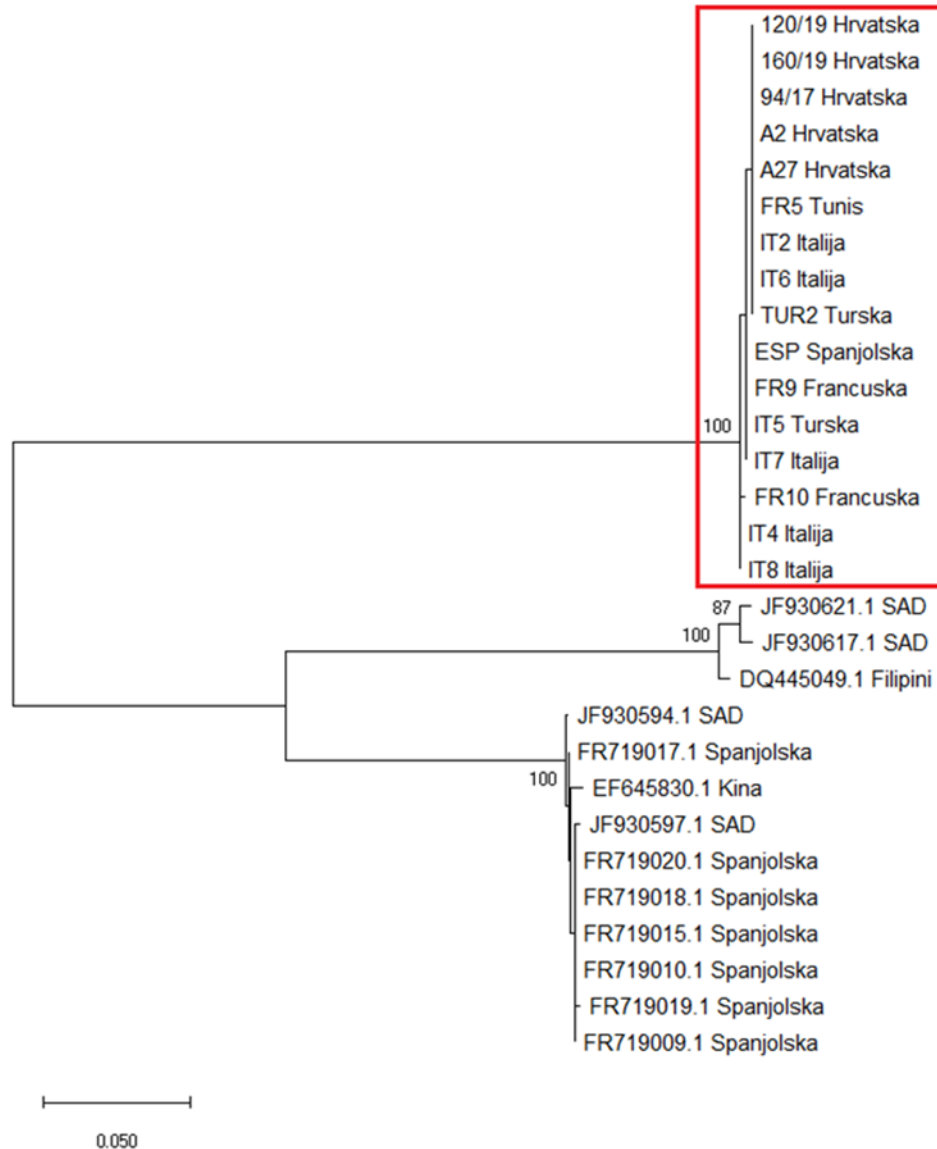 120/19 Hrvatska
160/19 Hrvatska
94/17 Hrvatska
A2 Hrvatska
A27 Hrvatska
FR5 Tunis
IT2 Italija
IT6 Italija
TUR2 Turska
ESP Spanjolska
FR9 Francuska
100
IT5 Turska
IT7 Italija
FR10 Francuska
IT4 Italija
IT8 Italija
87
JF930621.1 SAD
100
JF930617.1 SAD
DQ445049.1 Filipini
JF930594.1 SAD
FR719017.1 Spanjolska
100
EF645830.1 Kina
JF930597.1 SAD
FR719020.1 Spanjolska
FR719018.1 Spanjolska
FR719015.1 Spanjolska
FR719010.1 Spanjolska
FR719019.1 Spanjolska
FR719009.1 Spanjolska
0.050